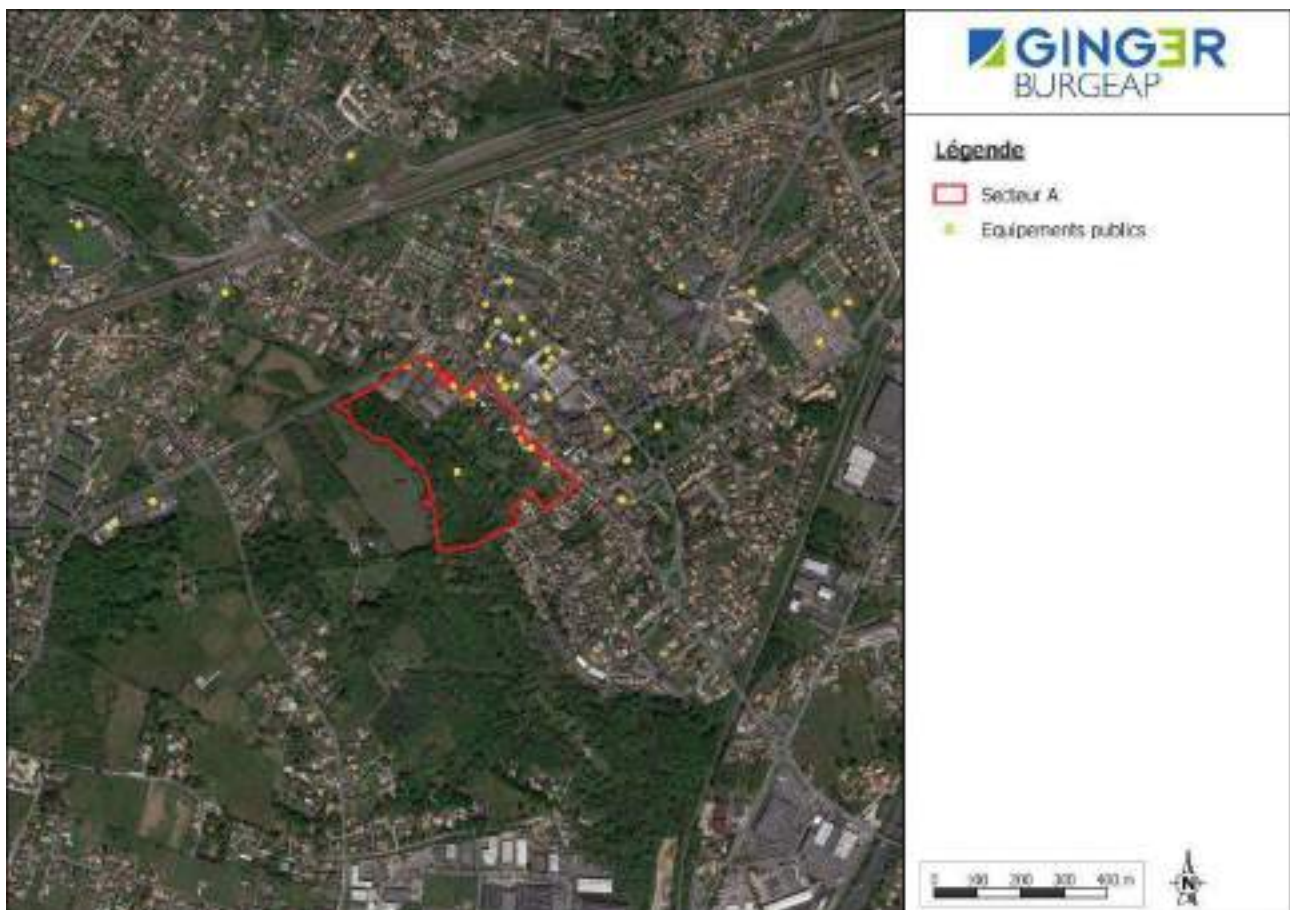 GINGER
BURGEAP
Légende
Secteur A
Equipements publics
0 100 200 300 400 m
N